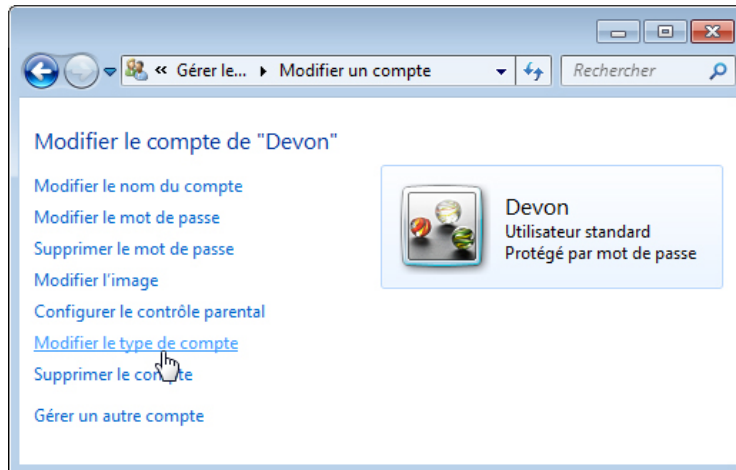 « Gérer le... ▸ Modifier un compte
Rechercher
Modifier le compte de "Devon"
Modifier le nom du compte
Modifier le mot de passe
Supprimer le mot de passe
Modifier l'image
Configurer le contrôle parental
Modifier le type de compte
Supprimer le compte
Gérer un autre compte
Devon
Utilisateur standard
Protégé par mot de passe